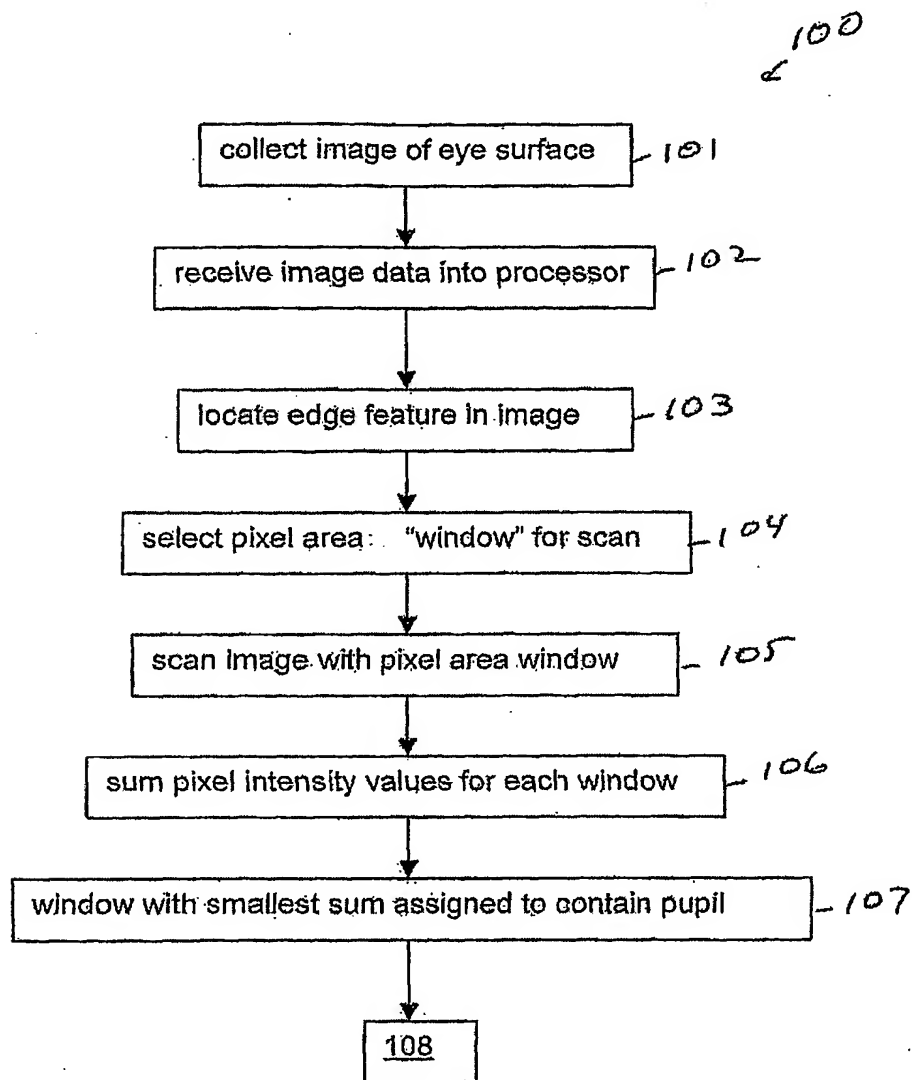 100
collect image of eye surface 101
receive image data into processor 102
locate edge feature in image 103
select pixel area: "window" for scan 104
scan image with pixel area window 105
sum pixel intensity values for each window 106
window with smallest sum assigned to contain pupil 107
108